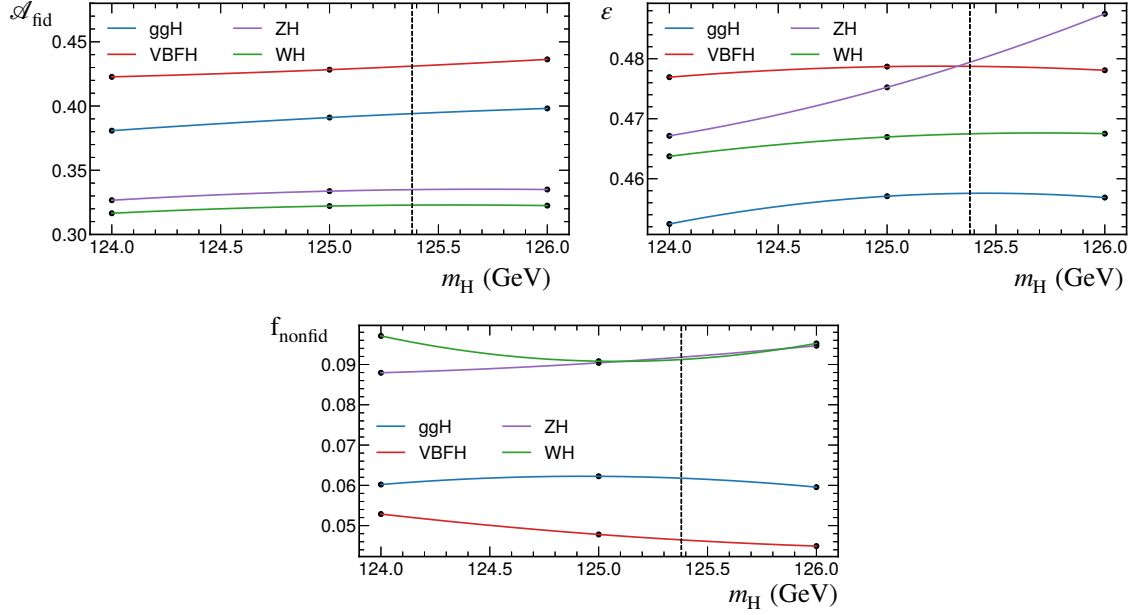 𝒜fid
ggH
VBFH
ZH
WH
0.45
0.40
0.35
0.30
124.0 124.5 125.0 125.5 126.0
mH (GeV)
ε
ggH
VBFH
ZH
WH
0.48
0.47
0.46
124.0 124.5 125.0 125.5 126.0
mH (GeV)
fnonfid
0.09
0.08
0.07
0.06
0.05
ggH
VBFH
ZH
WH
124.0 124.5 125.0 125.5 126.0
mH (GeV)